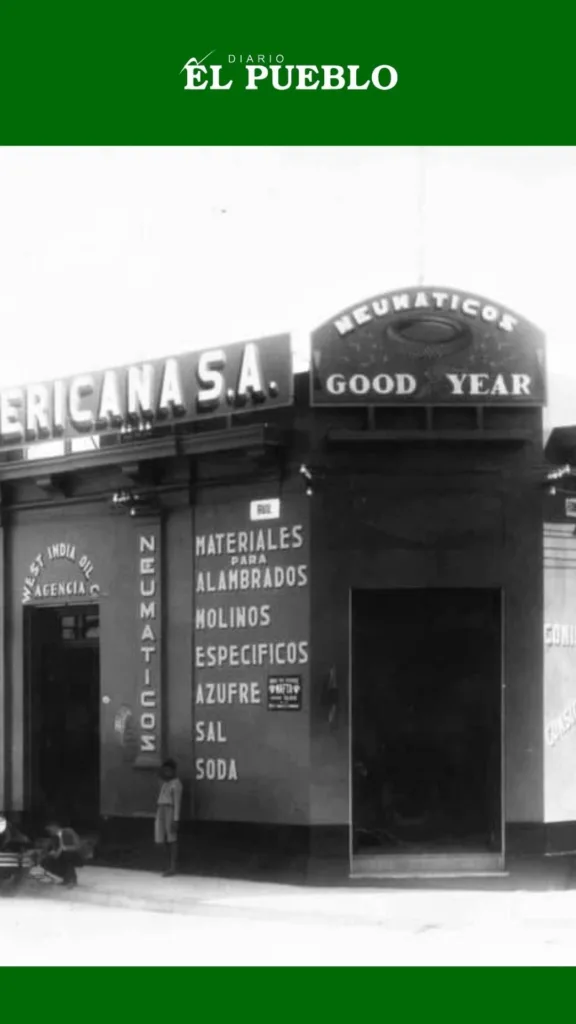 DIARIO
EL PUEBLO
NEUMATICOS
GOOD YEAR
ERICANA S.A.
WEST INDIA OIL
AGENCIA
NEUMATICOS
MATERIALES
PARA
ALAMBRADOS
MOLINOS
ESPECIFICOS
AZUFRE
SAL
SODA